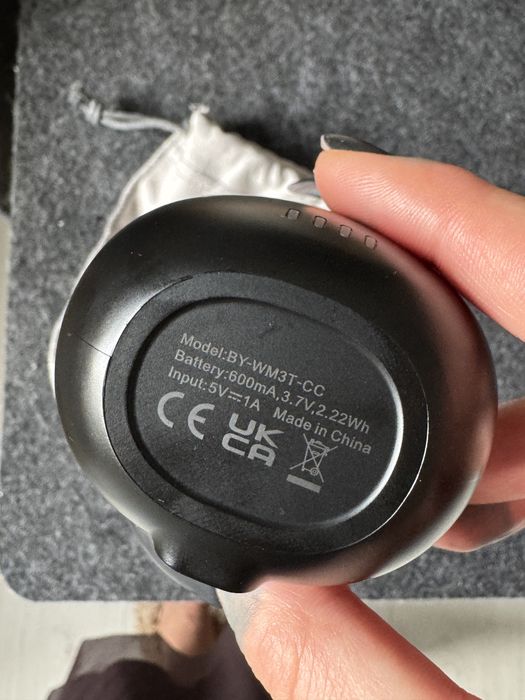 Model:BY-WM3T-CC
Battery:600mA,3.7V,2.22Wh
Input:5V⎓1A Made in China
CE UK
CA